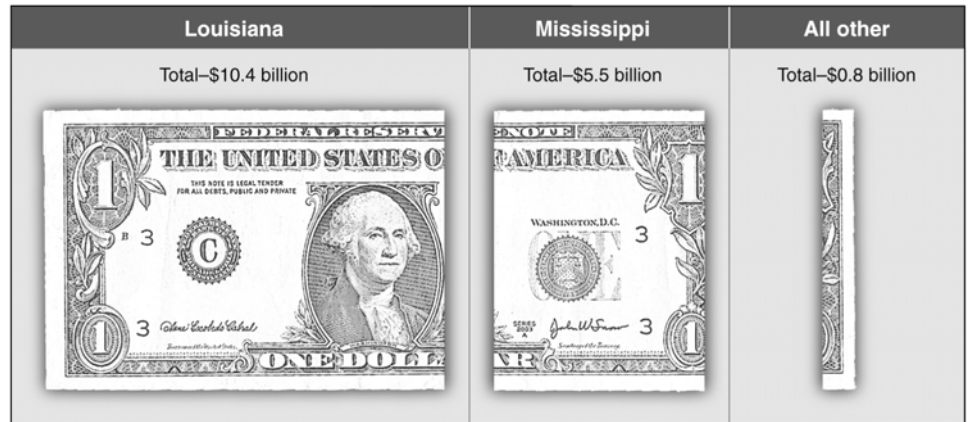 Louisiana
Mississippi
All other
Total–$10.4 billion
Total–$5.5 billion
Total–$0.8 billion
FEDERAL RESERV
E NOTE
THE UNITED STATES O
F AMERICA
THIS NOTE IS LEGAL TENDER
FOR ALL DEBTS, PUBLIC AND PRIVATE
1
1
WASHINGTON, D.C.
B 3
C
3
ONE
3
SERIES
2003
A
3
1
1
ONE DOLL
AR